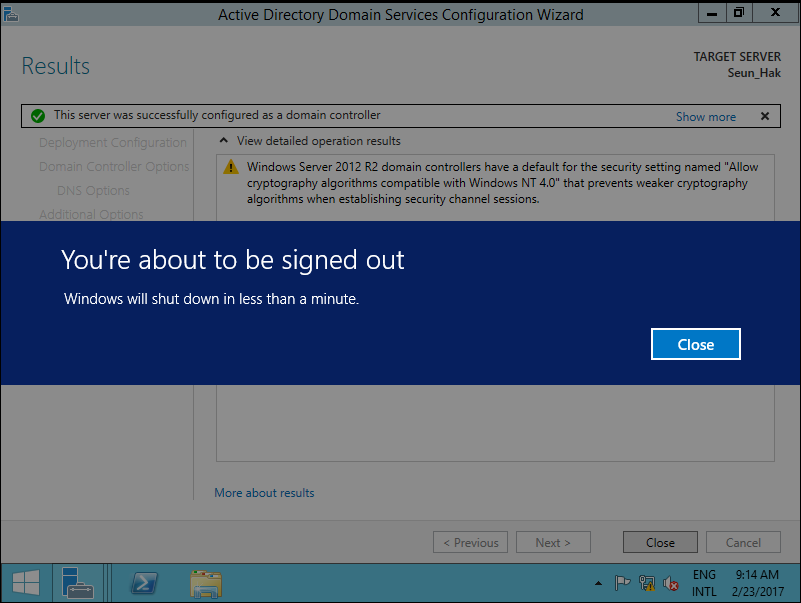 Active Directory Domain Services Configuration Wizard
Results
TARGET SERVER
Seun_Hak
This server was successfully configured as a domain controller
Show more
Deployment Configuration
Domain Controller Options
DNS Options
Additional Options
View detailed operation results
Windows Server 2012 R2 domain controllers have a default for the security setting named "Allow
cryptography algorithms compatible with Windows NT 4.0" that prevents weaker cryptography
algorithms when establishing security channel sessions.
You're about to be signed out
Windows will shut down in less than a minute.
Close
More about results
< Previous
Next >
Close
Cancel
ENG
INTL
9:14 AM
2/23/2017